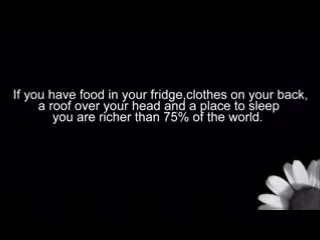 If you have food in your fridge,clothes on your back,
a roof over your head and a place to sleep
you are richer than 75% of the world.